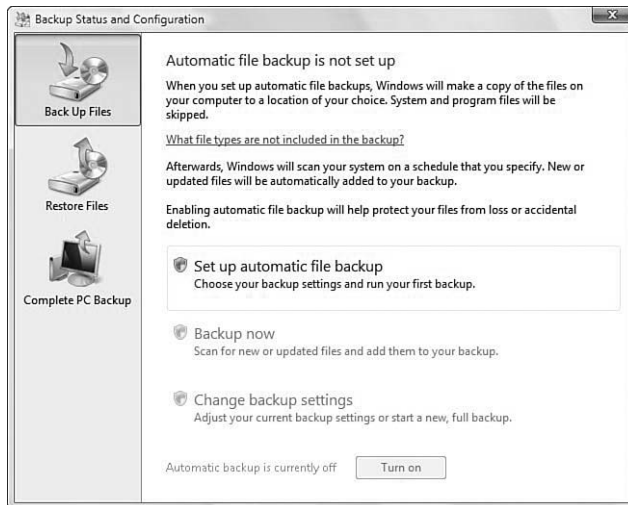 Backup Status and Configuration
X
Back Up Files
Restore Files
Complete PC Backup
Automatic file backup is not set up
When you set up automatic file backups, Windows will make a copy of the files on
your computer to a location of your choice. System and program files will be
skipped.
What file types are not included in the backup?
Afterwards, Windows will scan your system on a schedule that you specify. New or
updated files will be automatically added to your backup.
Enabling automatic file backup will help protect your files from loss or accidental
deletion.
Set up automatic file backup
Choose your backup settings and run your first backup.
Backup now
Scan for new or updated files and add them to your backup.
Change backup settings
Adjust your current backup settings or start a new, full backup.
Automatic backup is currently off
Turn on